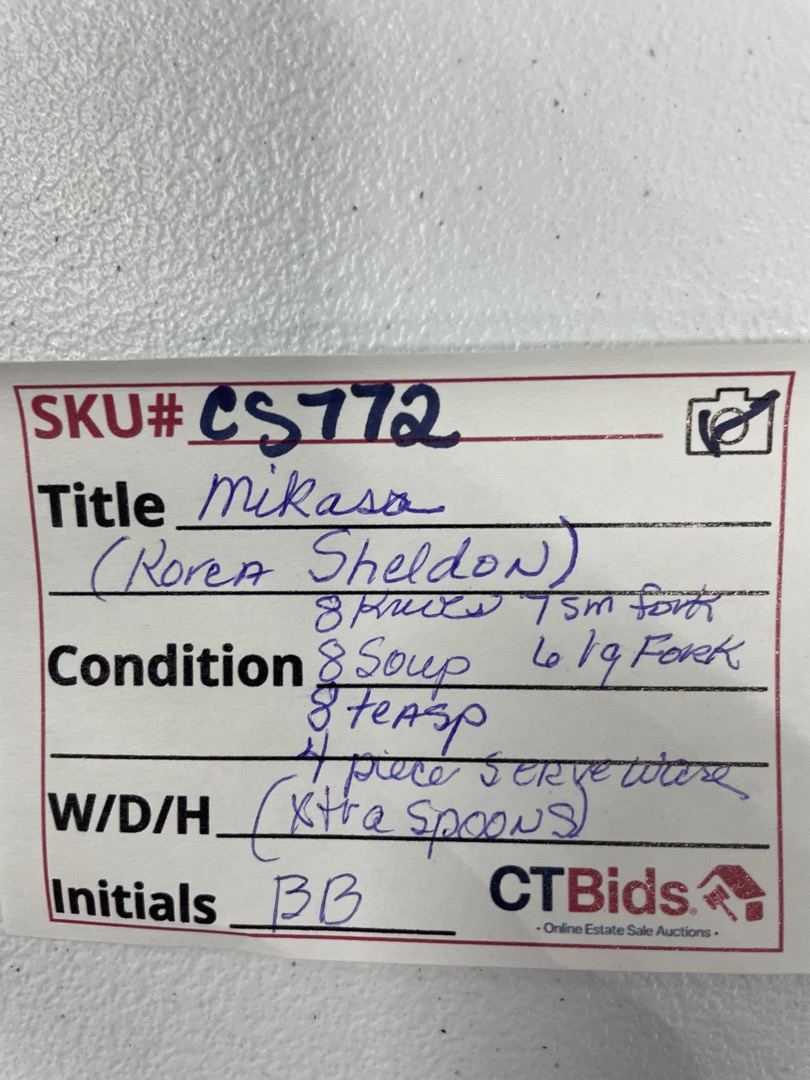 SKU# CS772
Title Mikasa
(Korea Sheldon)
8 Knives 7 sm fork
Condition 8 Soup 6 lg Fork
8 teasp
4 piece serve ware
W/D/H (xtra spoons)
Initials BB
CTBids
· Online Estate Sale Auctions ·